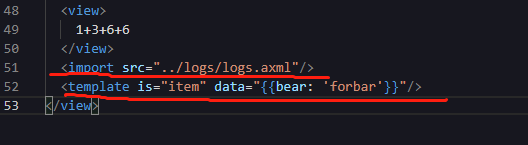 48 <view>
49 1+3+6+6
50 </view>
51 <import src="../logs/logs.axml"/>
52 <template is="item" data="{{bear: 'forbar'}}"/>
53 </view>